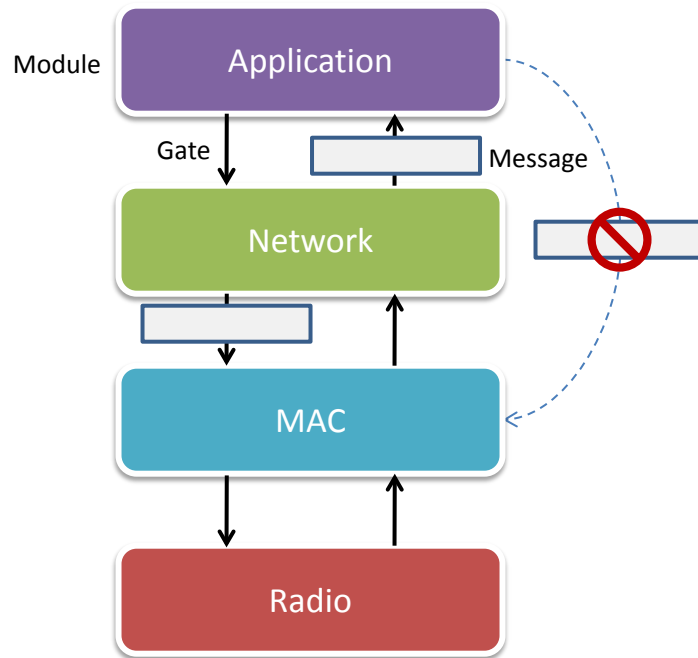 Application
Module
Gate
Message
Network
MAC
Radio